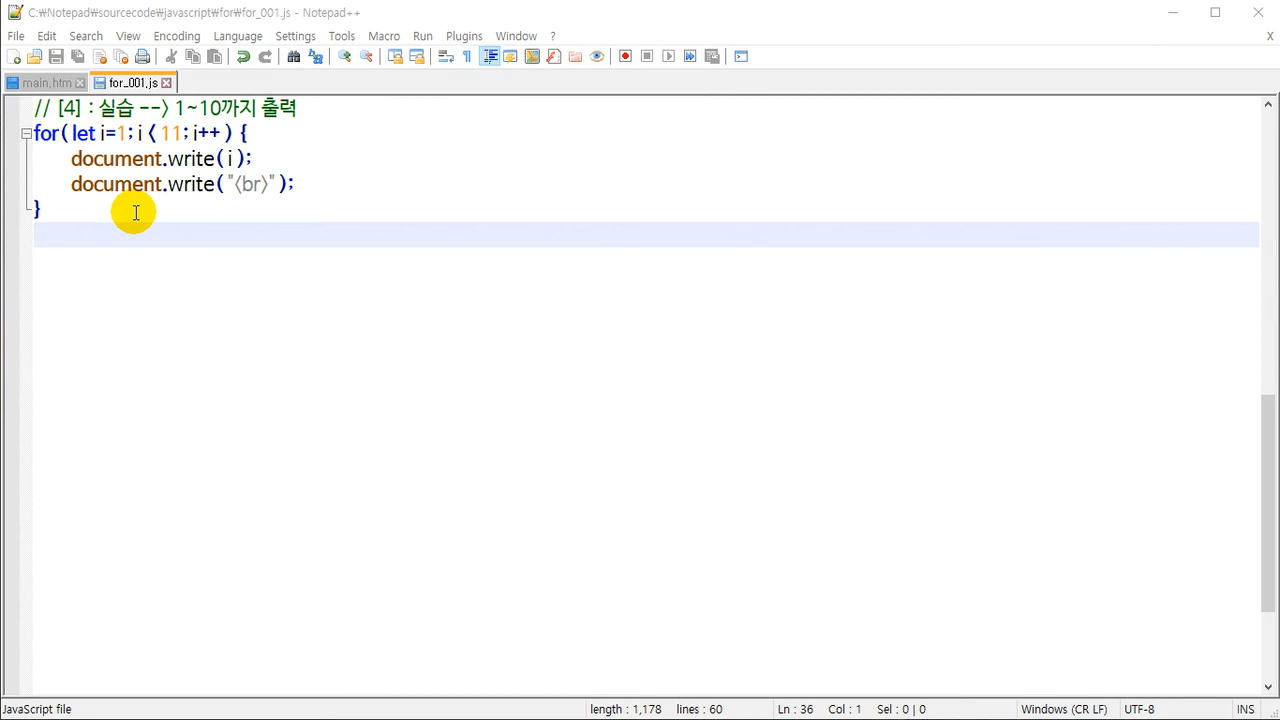 C:₩Notepad₩sourcecode₩javascript₩for₩for_001.js - Notepad++
File Edit Search View Encoding Language Settings Tools Macro Run Plugins Window ? X
main.htm for_001.js
// [4] : 실습 --> 1~10까지 출력
for( let i=1; i < 11; i++ ) {
document.write( i );
document.write( "<br>" );
}
JavaScript file length : 1,178 lines : 60 Ln : 36 Col : 1 Sel : 0 | 0 Windows (CR LF) UTF-8 INS